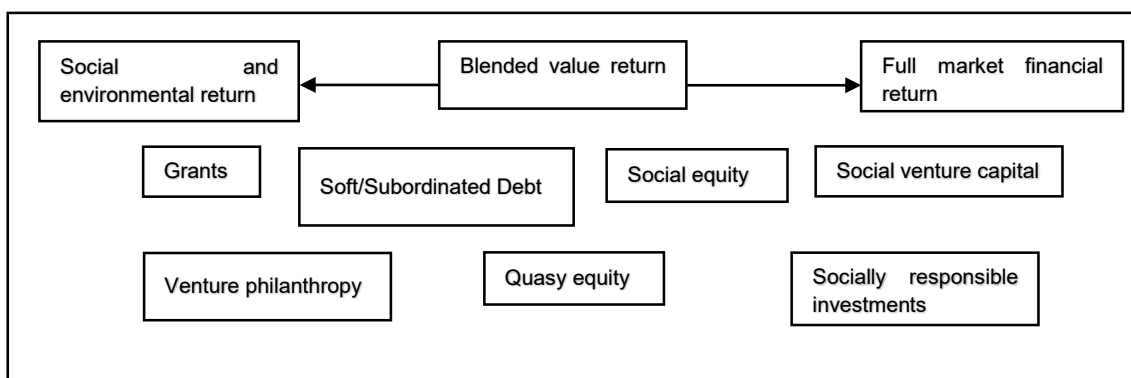 Social and
environmental return
Blended value return
Full market financial
return
Grants
Soft/Subordinated Debt
Social equity
Social venture capital
Venture philanthropy
Quasy equity
Socially responsible
investments